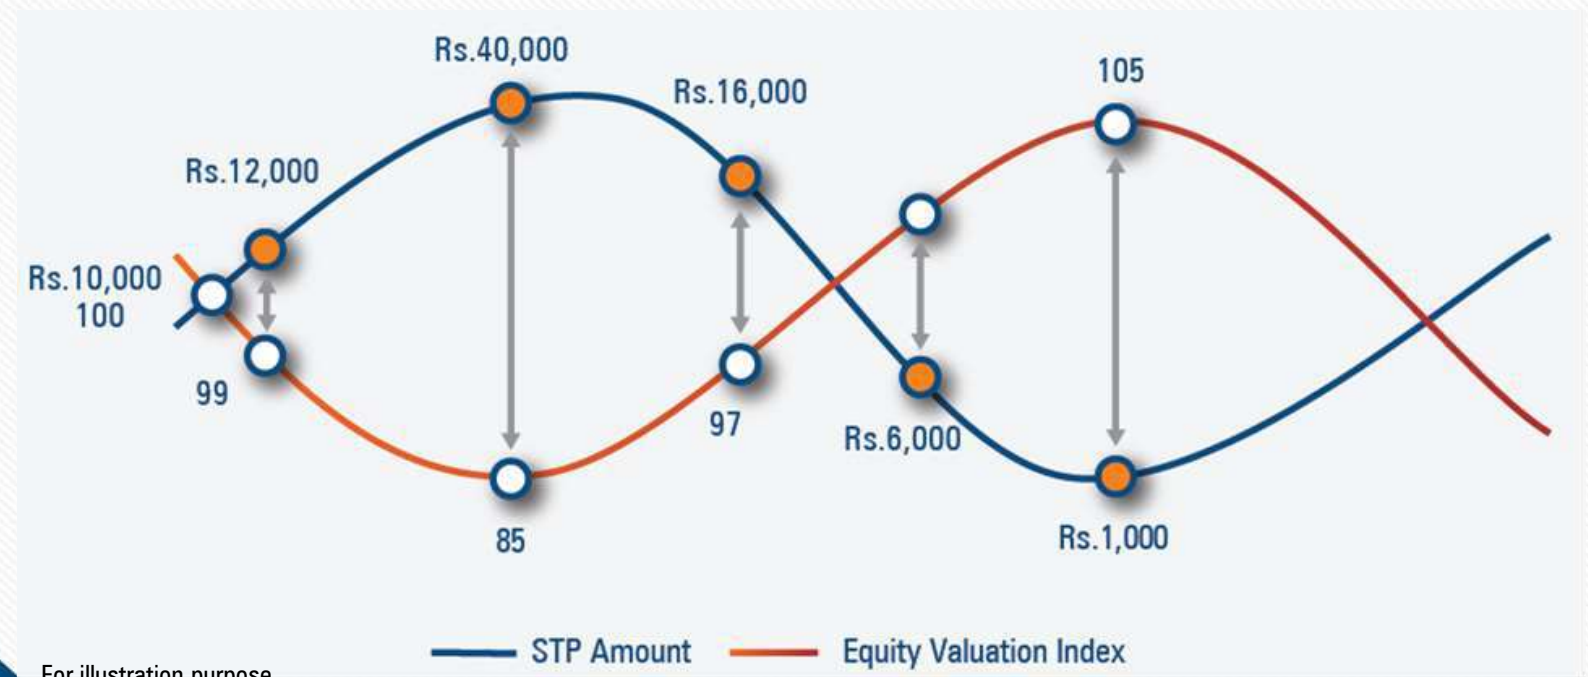 Rs.40,000
Rs.16,000
105
Rs.12,000
Rs.10,000
100
99
97
Rs.6,000
85
Rs.1,000
STP Amount
Equity Valuation Index
For illustration purpose